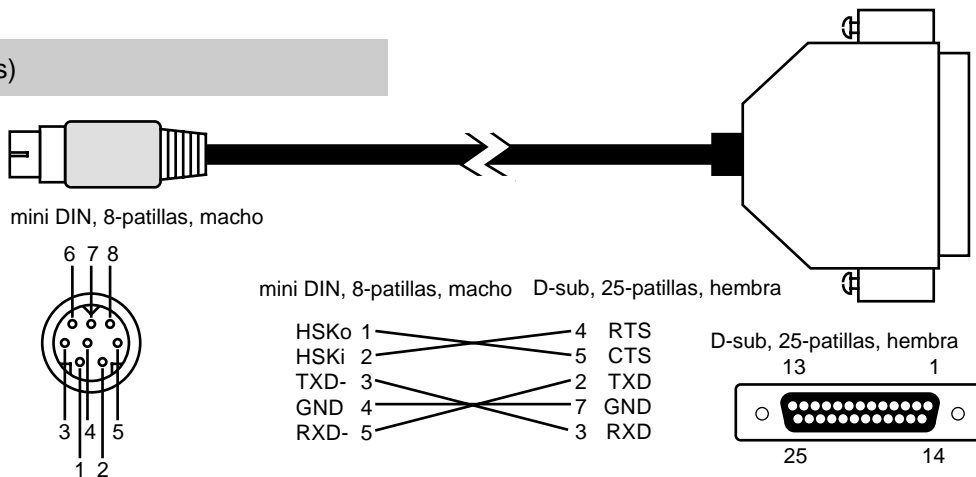 s)
mini DIN, 8-patillas, macho
6 7 8
3 4 5
1 2
mini DIN, 8-patillas, macho D-sub, 25-patillas, hembra
HSKo 1 4 RTS
HSKi 2 5 CTS
TXD- 3 2 TXD
GND 4 7 GND
RXD- 5 3 RXD
D-sub, 25-patillas, hembra
13 1
25 14